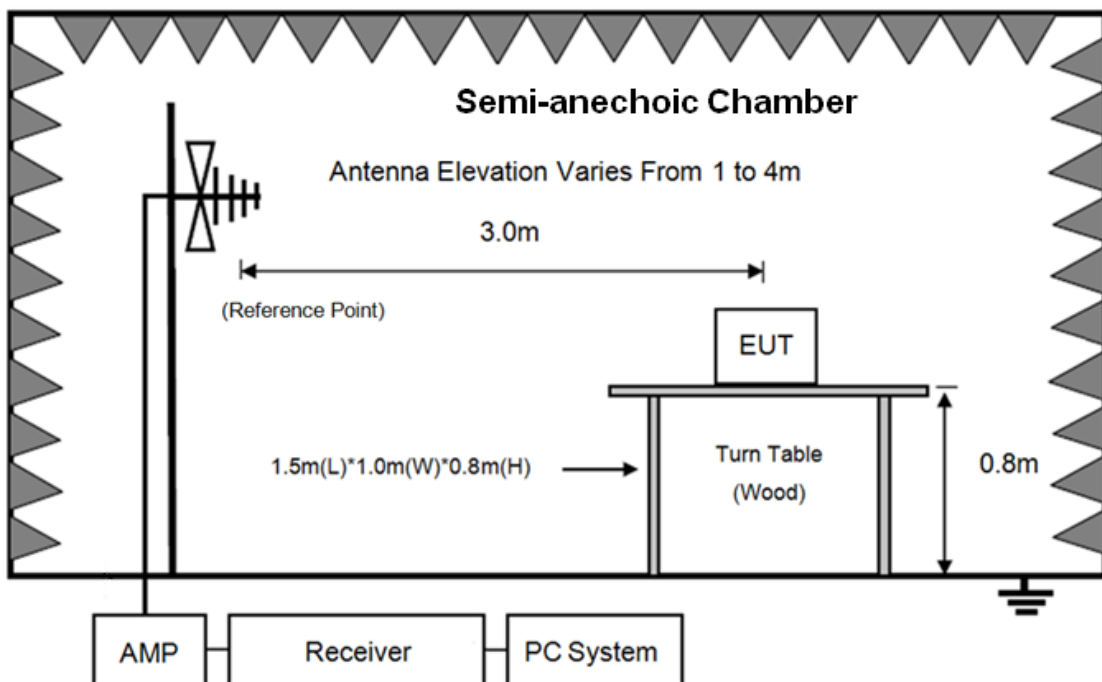 Semi-anechoic Chamber
Antenna Elevation Varies From 1 to 4m
3.0m
(Reference Point)
EUT
1.5m(L)*1.0m(W)*0.8m(H)
Turn Table
(Wood)
0.8m
AMP
Receiver
PC System